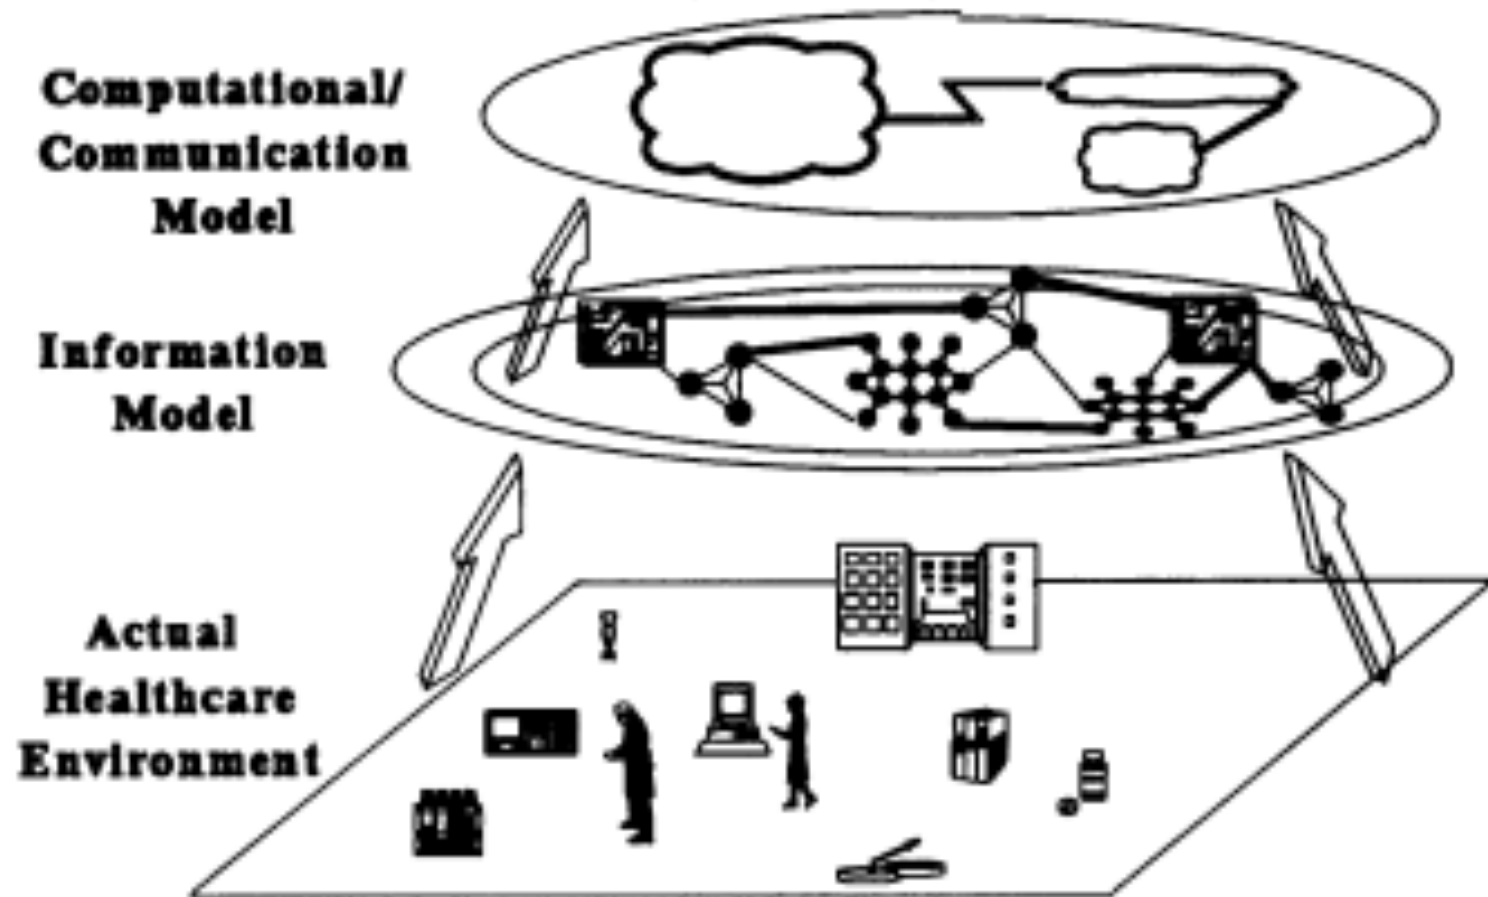 Computational/
Communication
Model
Information
Model
Actual
Healthcare
Environment